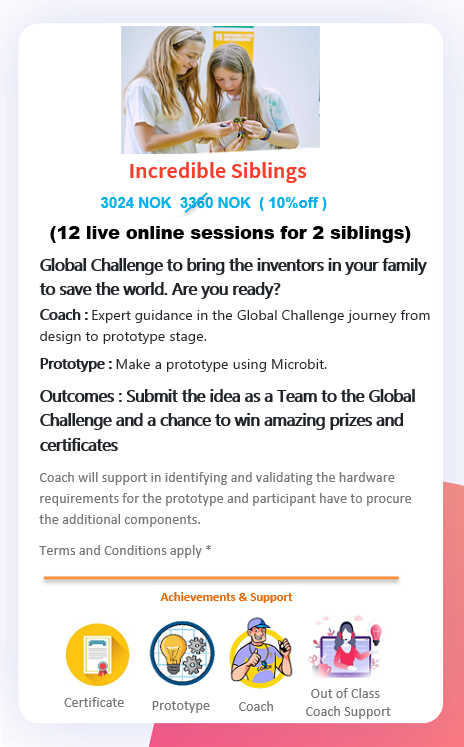 Incredible Siblings
3024 NOK 3360 NOK ( 10%off )
(12 live online sessions for 2 siblings)
Global Challenge to bring the inventors in your family
to save the world. Are you ready?
Coach : Expert guidance in the Global Challenge journey from
design to prototype stage.
Prototype : Make a prototype using Microbit.
Outcomes : Submit the idea as a Team to the Global
Challenge and a chance to win amazing prizes and
certificates
Coach will support in identifying and validating the hardware
requirements for the prototype and participant have to procure
the additional components.
Terms and Conditions apply *
Achievements & Support
Certificate
Prototype
Coach
Out of Class
Coach Support